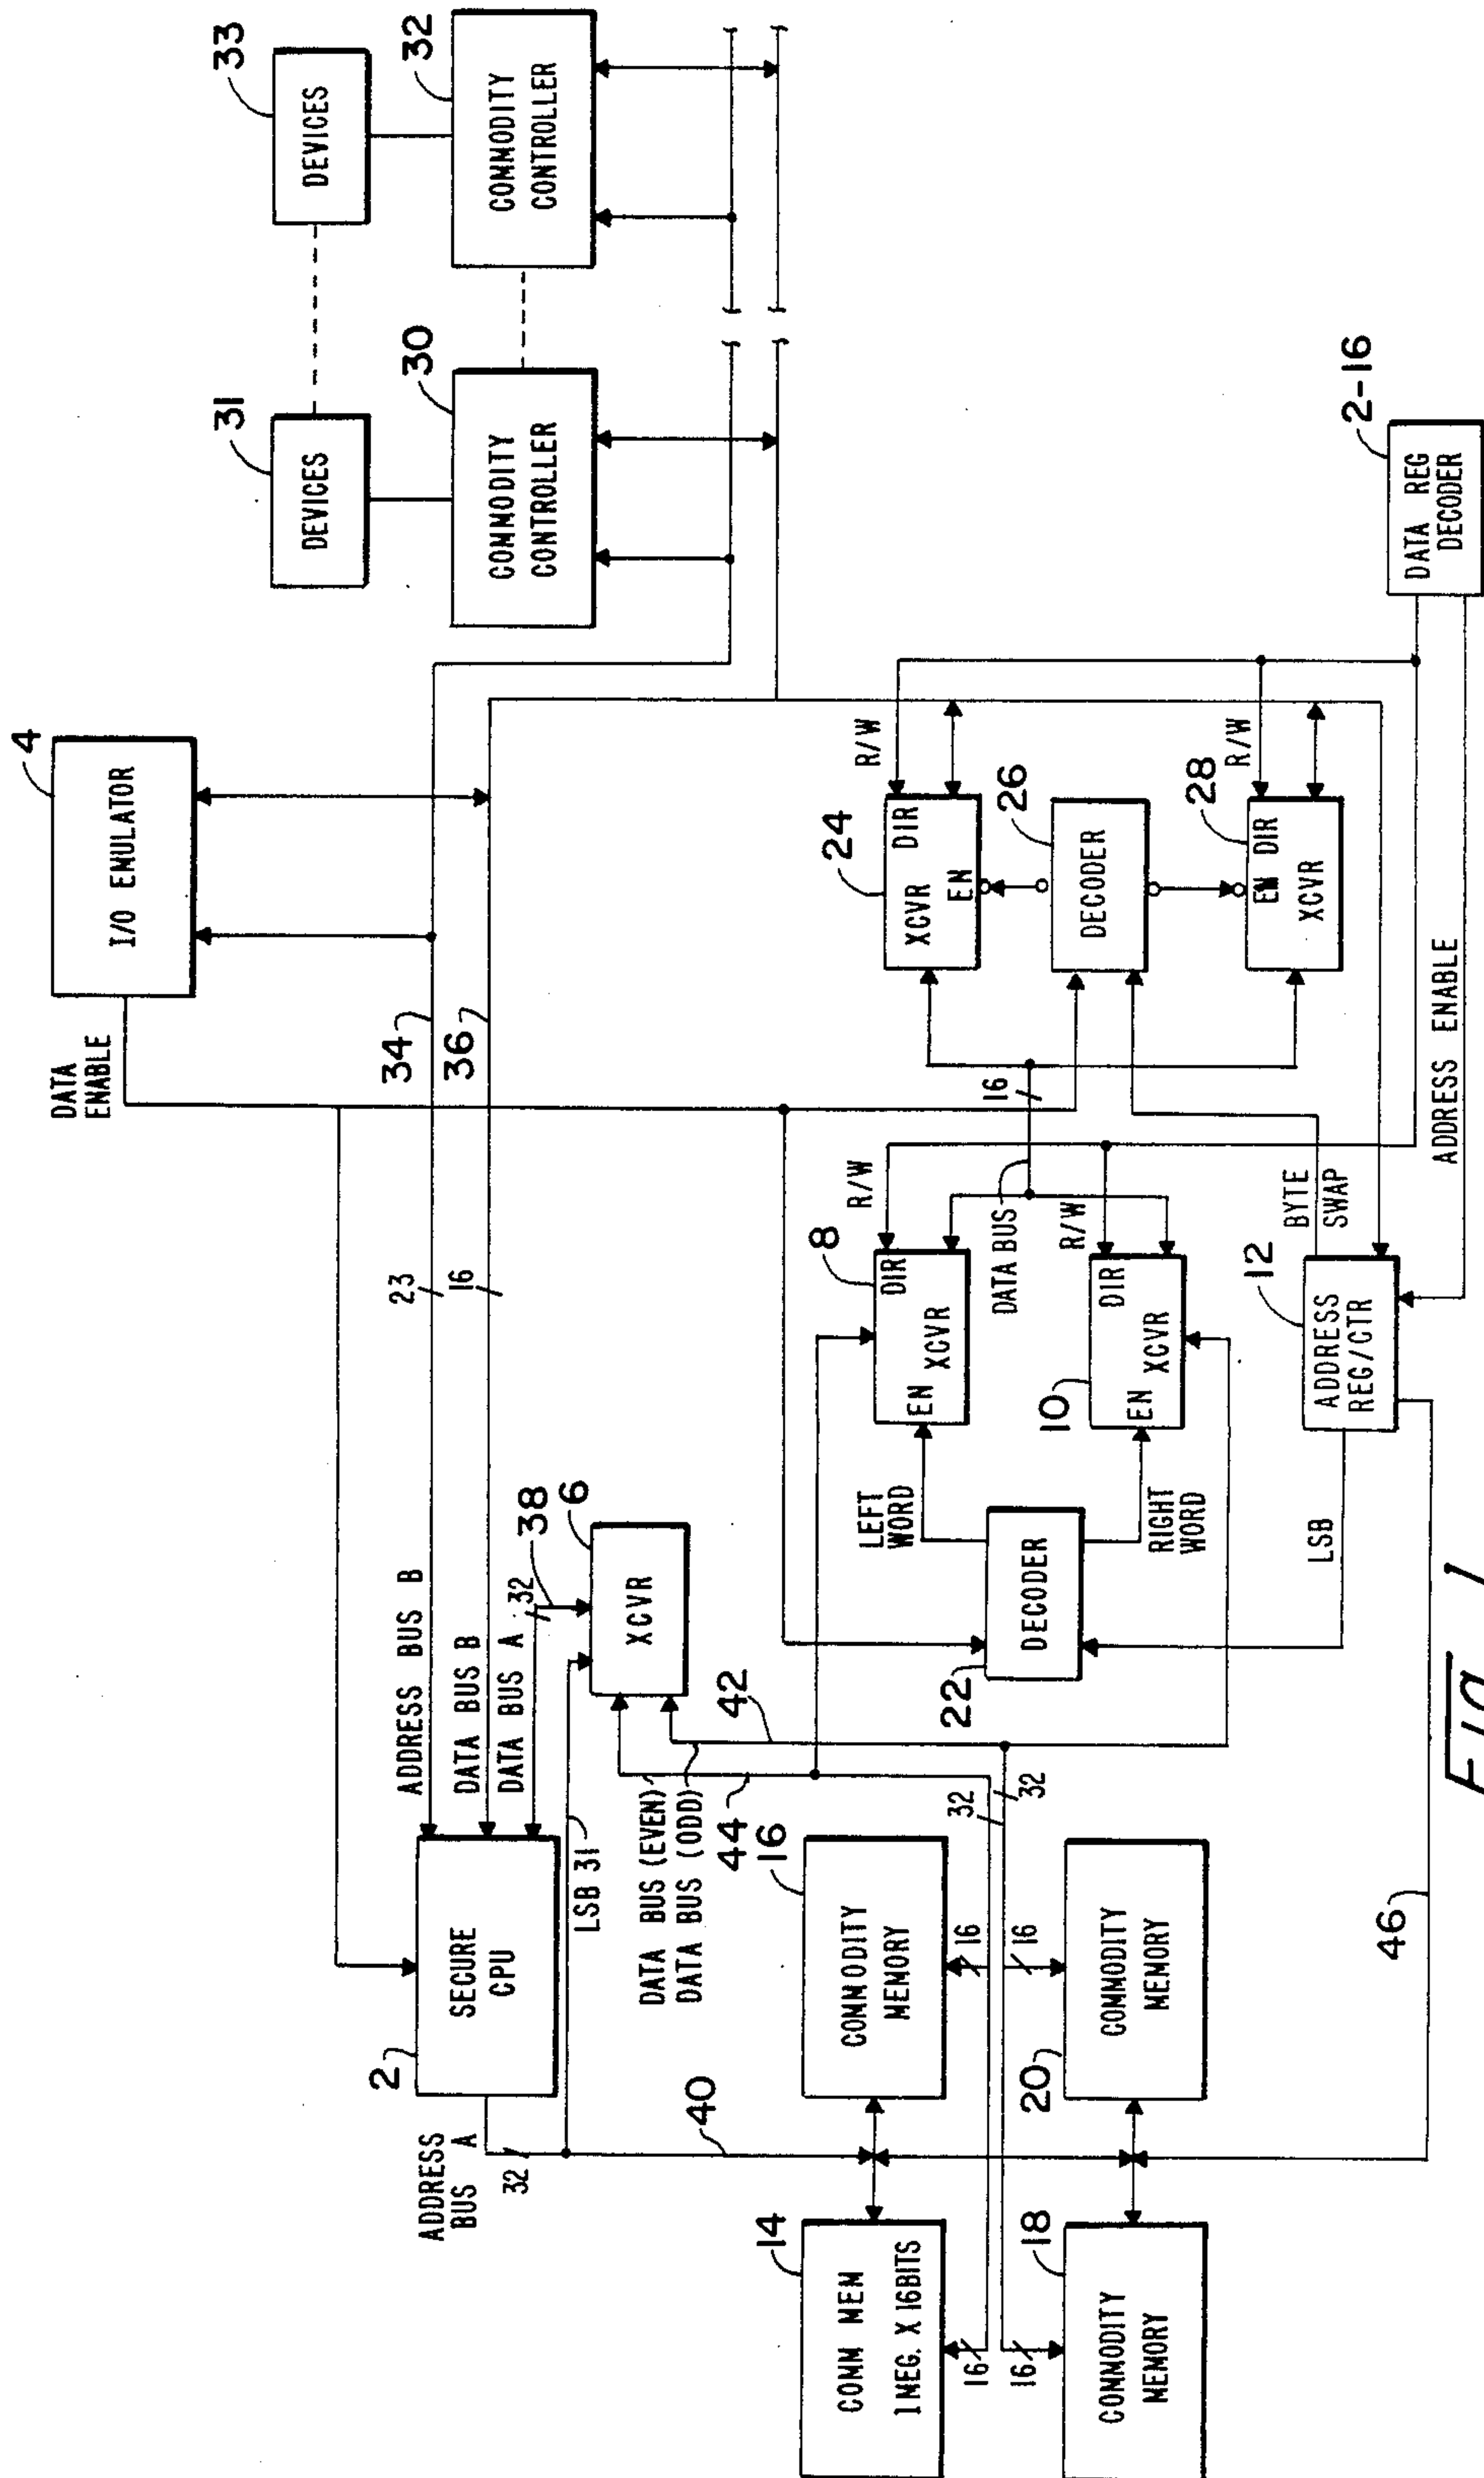 4
I/O EMULATOR
DATA
ENABLE
33
DEVICES
31
DEVICES
32
COMMODITY
CONTROLLER
30
COMMODITY
CONTROLLER
34
36
23
16
ADDRESS BUS B
DATA BUS B
DATA BUS A
32
38
6
XCVR
2
SECURE
CPU
ADDRESS
BUS A
32
LSB 31
DATA BUS (EVEN)
DATA BUS (ODD)
44
42
40
14
COMM MEM
1 NEG. X 16BITS
16
COMMODITY
MEMORY
18
COMMODITY
MEMORY
20
COMMODITY
MEMORY
16
16
16
16
32
32
22
DECODER
LEFT
WORD
RIGHT
WORD
8
DIR
EN XCVR
R/W
10
DIR
EN XCVR
R/W
DATA BUS
16
24
DIR
XCVR
EN
R/W
26
DECODER
28
EN DIR
XCVR
R/W
12
ADDRESS
REG/CTR
LSB
BYTE
SWAP
46
ADDRESS ENABLE
2-16
DATA REG
DECODER
FIG. 1